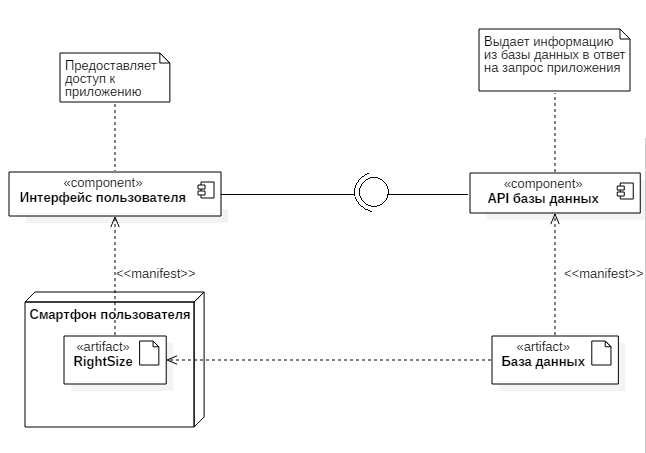 Выдает информацию
из базы данных в ответ
на запрос приложения
Предоставляет
доступ к
приложению
«component»
Интерфейс пользователя
«component»
API базы данных
<<manifest>>
<<manifest>>
Смартфон пользователя
«artifact»
RightSize
«artifact»
База данных